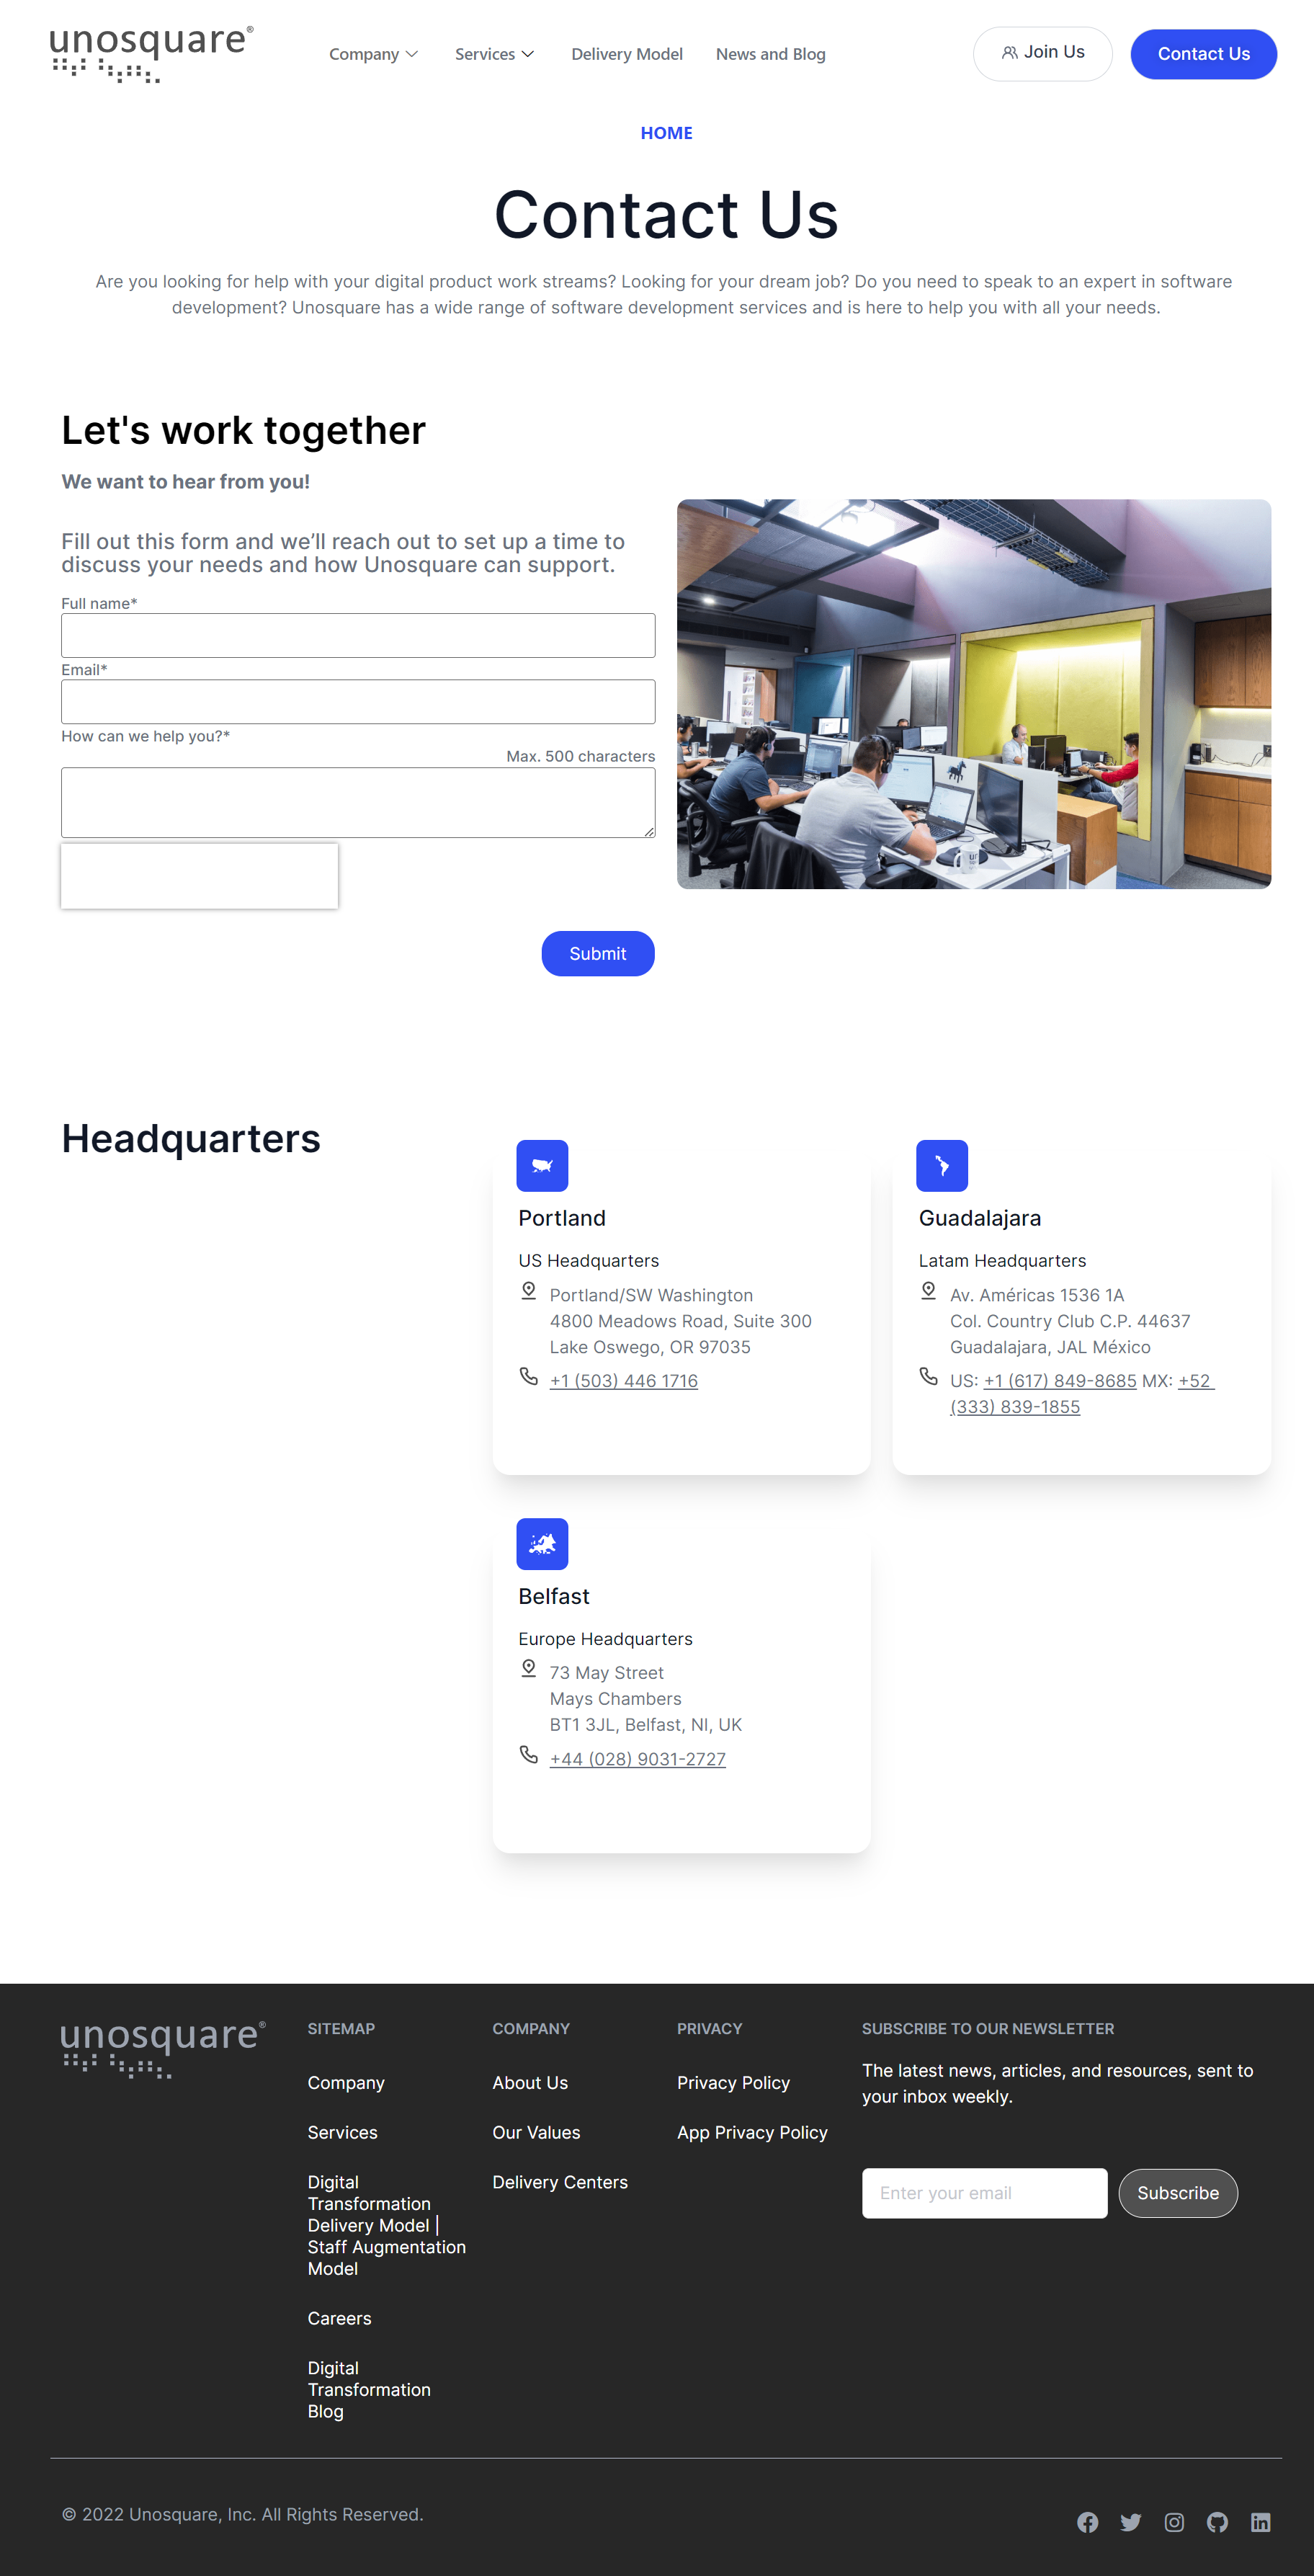 unosquare®
Company
Services
Delivery Model
News and Blog
Join Us
Contact Us
HOME
Contact Us
Are you looking for help with your digital product work streams? Looking for your dream job? Do you need to speak to an expert in software
development? Unosquare has a wide range of software development services and is here to help you with all your needs.
Let's work together
We want to hear from you!
Fill out this form and we’ll reach out to set up a time to
discuss your needs and how Unosquare can support.
Full name*
Email*
How can we help you?*
Max. 500 characters
Submit
Headquarters
Portland
US Headquarters
Portland/SW Washington
4800 Meadows Road, Suite 300
Lake Oswego, OR 97035
+1 (503) 446 1716
Guadalajara
Latam Headquarters
Av. Américas 1536 1A
Col. Country Club C.P. 44637
Guadalajara, JAL México
US: +1 (617) 849-8685 MX: +52
(333) 839-1855
Belfast
Europe Headquarters
73 May Street
Mays Chambers
BT1 3JL, Belfast, NI, UK
+44 (028) 9031-2727
unosquare®
SITEMAP
Company
Services
Digital
Transformation
Delivery Model |
Staff Augmentation
Model
Careers
Digital
Transformation
Blog
COMPANY
About Us
Our Values
Delivery Centers
PRIVACY
Privacy Policy
App Privacy Policy
SUBSCRIBE TO OUR NEWSLETTER
The latest news, articles, and resources, sent to
your inbox weekly.
Enter your email
Subscribe
© 2022 Unosquare, Inc. All Rights Reserved.